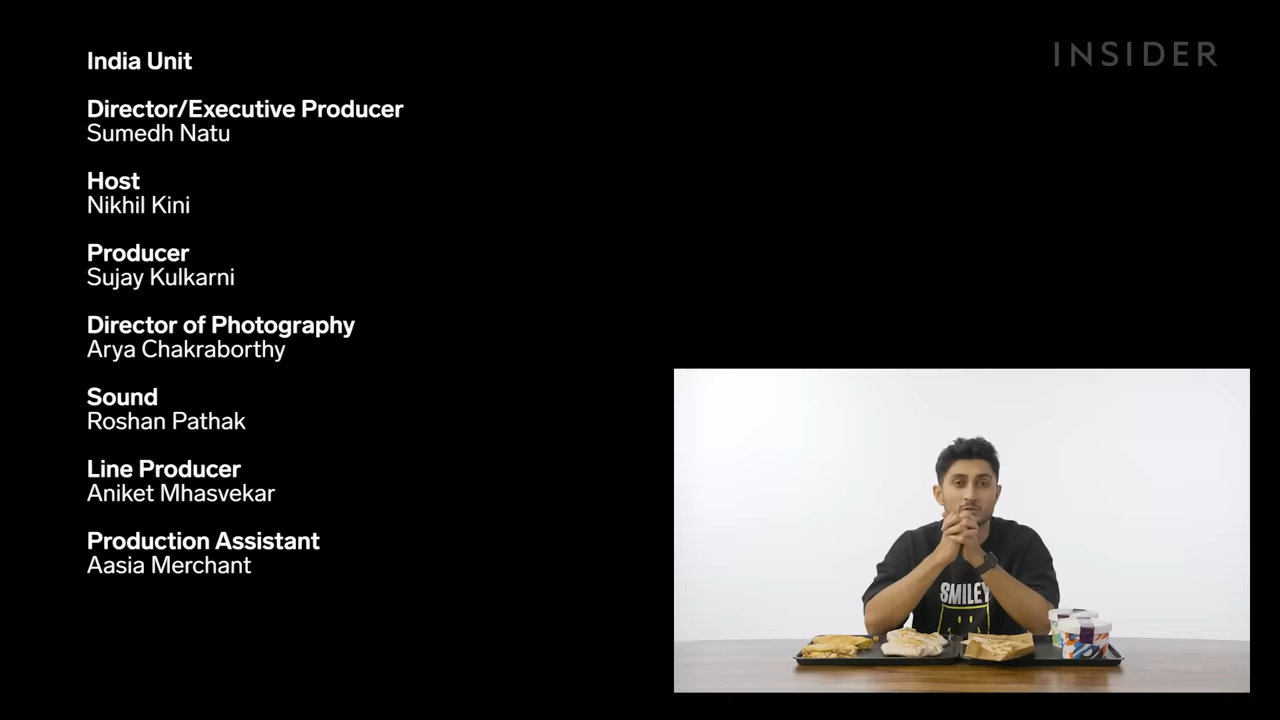 India Unit
INSIDER
Director/Executive Producer
Sumedh Natu
Host
Nikhil Kini
Producer
Sujay Kulkarni
Director of Photography
Arya Chakraborthy
Sound
Roshan Pathak
Line Producer
Aniket Mhasvekar
Production Assistant
Aasia Merchant
SMILEY